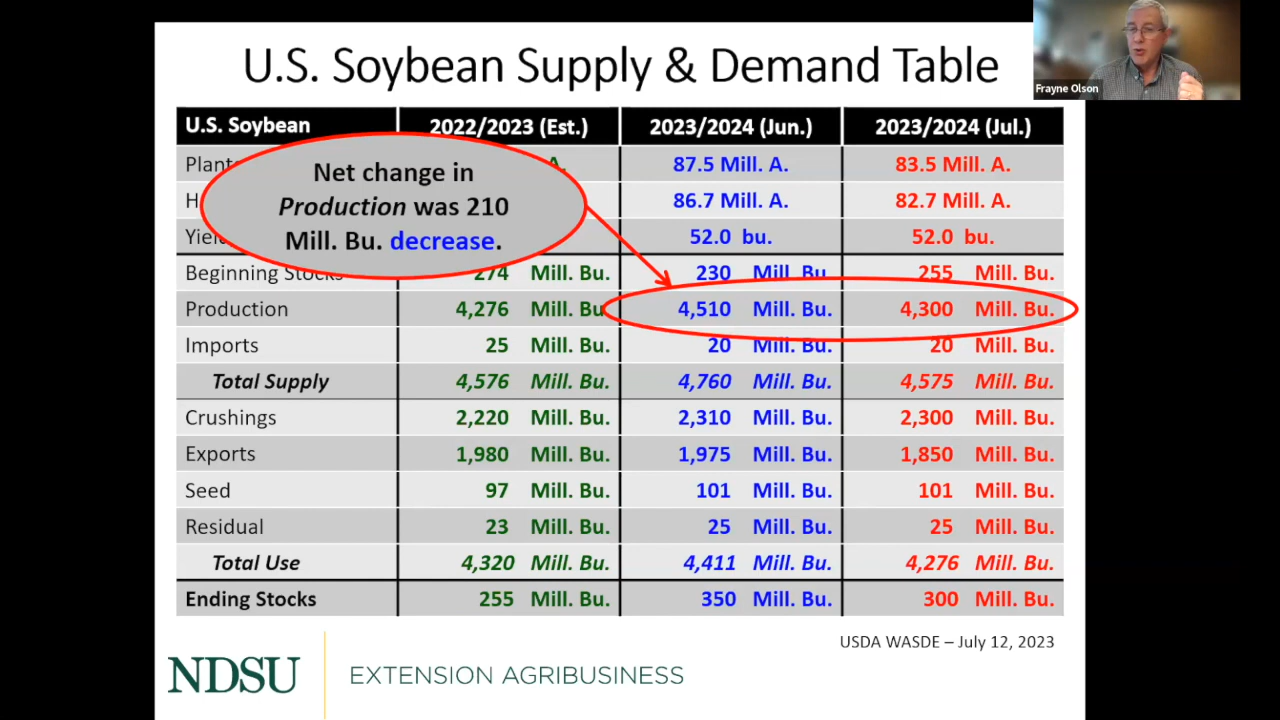 U.S. Soybean Supply & Demand Table
Frayne Olson
U.S. Soybean 2022/2023 (Est.) 2023/2024 (Jun.) 2023/2024 (Jul.)
A. 87.5 Mill. A. 83.5 Mill. A.
86.7 Mill. A. 82.7 Mill. A.
52.0 bu. 52.0 bu.
Net change in
Production was 210
Mill. Bu. decrease.
Beginning Stocks 274 Mill. Bu. 230 Mill. Bu. 255 Mill. Bu.
Production 4,276 Mill. Bu. 4,510 Mill. Bu. 4,300 Mill. Bu.
Imports 25 Mill. Bu. 20 Mill. Bu. 20 Mill. Bu.
Total Supply 4,576 Mill. Bu. 4,760 Mill. Bu. 4,575 Mill. Bu.
Crushings 2,220 Mill. Bu. 2,310 Mill. Bu. 2,300 Mill. Bu.
Exports 1,980 Mill. Bu. 1,975 Mill. Bu. 1,850 Mill. Bu.
Seed 97 Mill. Bu. 101 Mill. Bu. 101 Mill. Bu.
Residual 23 Mill. Bu. 25 Mill. Bu. 25 Mill. Bu.
Total Use 4,320 Mill. Bu. 4,411 Mill. Bu. 4,276 Mill. Bu.
Ending Stocks 255 Mill. Bu. 350 Mill. Bu. 300 Mill. Bu.
USDA WASDE – July 12, 2023
NDSU EXTENSION AGRIBUSINESS